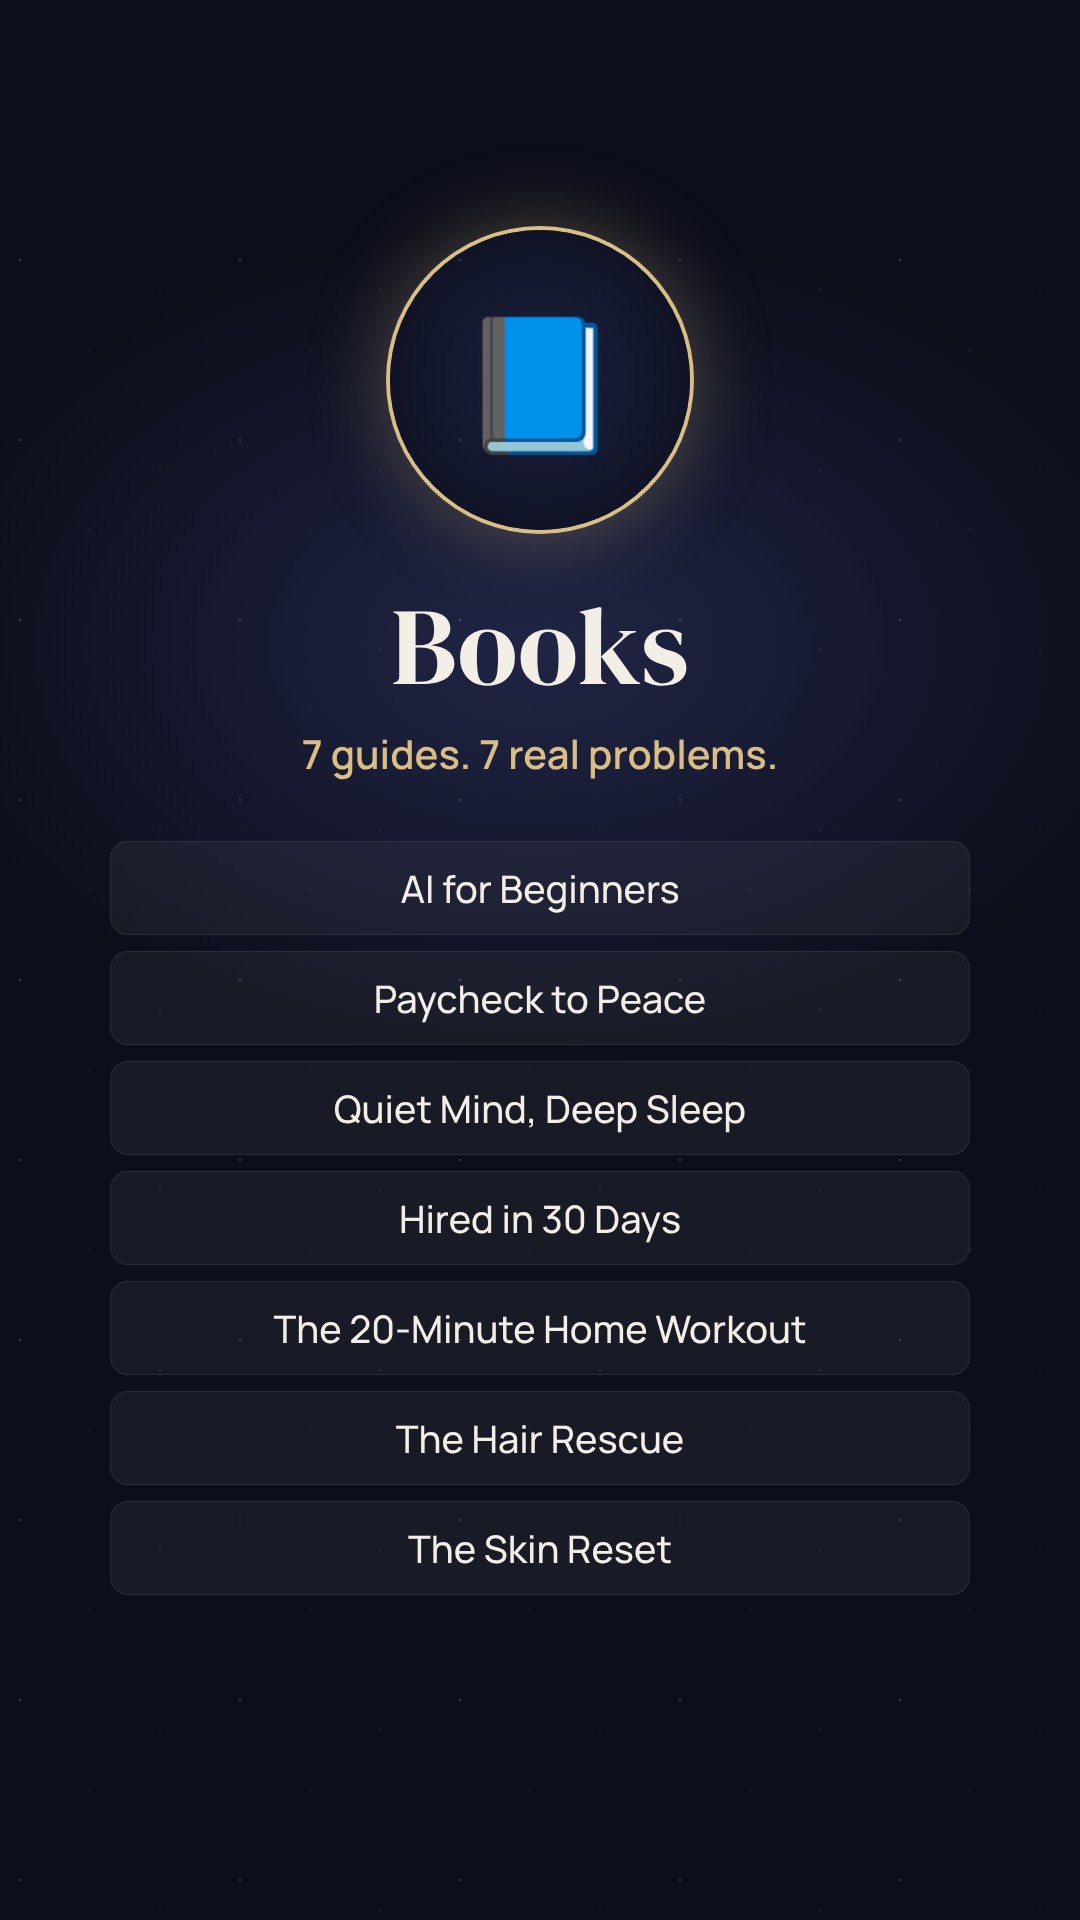 Books
7 guides. 7 real problems.
AI for Beginners
Paycheck to Peace
Quiet Mind, Deep Sleep
Hired in 30 Days
The 20-Minute Home Workout
The Hair Rescue
The Skin Reset